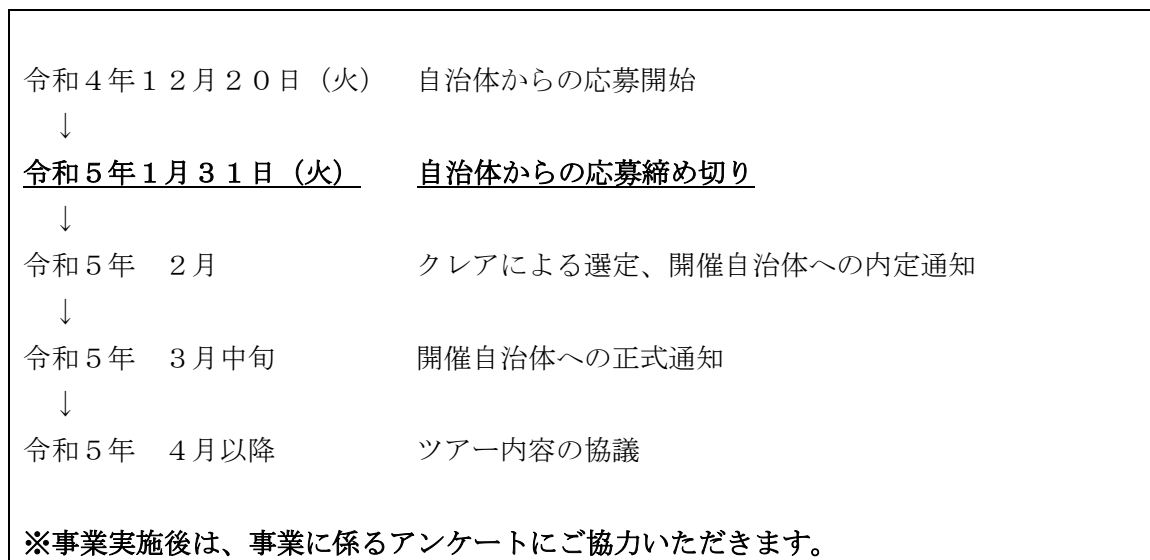 令和４年１２月２０日（火）　自治体からの応募開始
↓
令和５年１月３１日（火）　自治体からの応募締め切り
↓
令和５年　２月　クレアによる選定、開催自治体への内定通知
↓
令和５年　３月中旬　開催自治体への正式通知
↓
令和５年　４月以降　ツアー内容の協議
※事業実施後は、事業に係るアンケートにご協力いただきます。